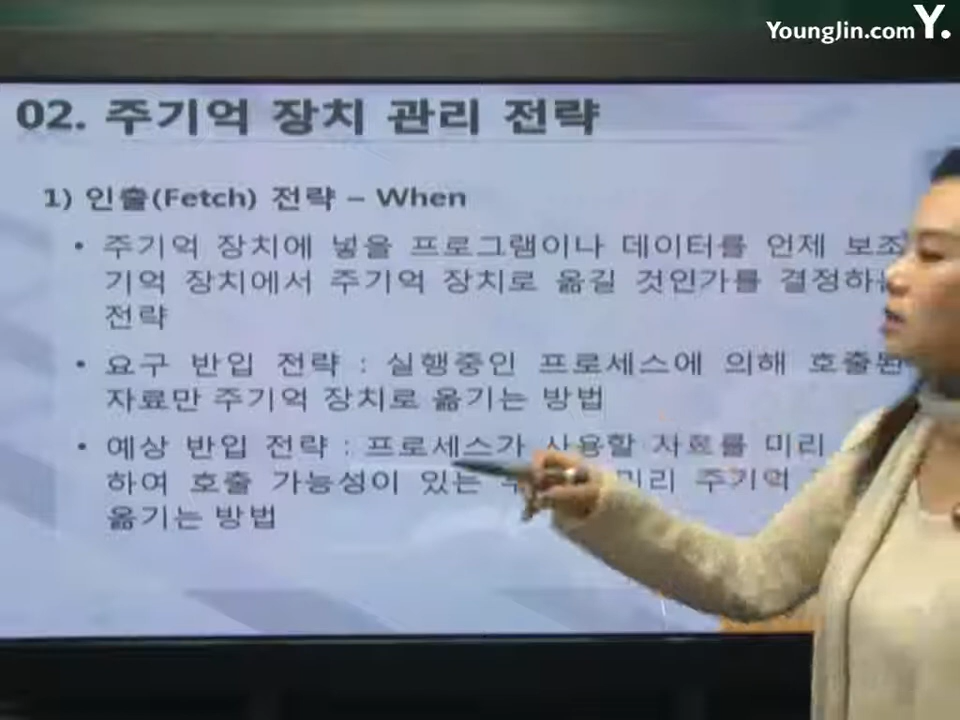 YoungJin.com Y.
02. 주기억 장치 관리 전략
1) 인출(Fetch) 전략 – When
• 주기억 장치에 넣을 프로그램이나 데이터를 언제 보조
기억 장치에서 주기억 장치로 옮길 것인가를 결정하는
전략
• 요구 반입 전략 : 실행중인 프로세스에 의해 호출된
자료만 주기억 장치로 옮기는 방법
• 예상 반입 전략 : 프로세스가 사용할 자료를 미리
하여 호출 가능성이 있는 미리 주기억
옮기는 방법